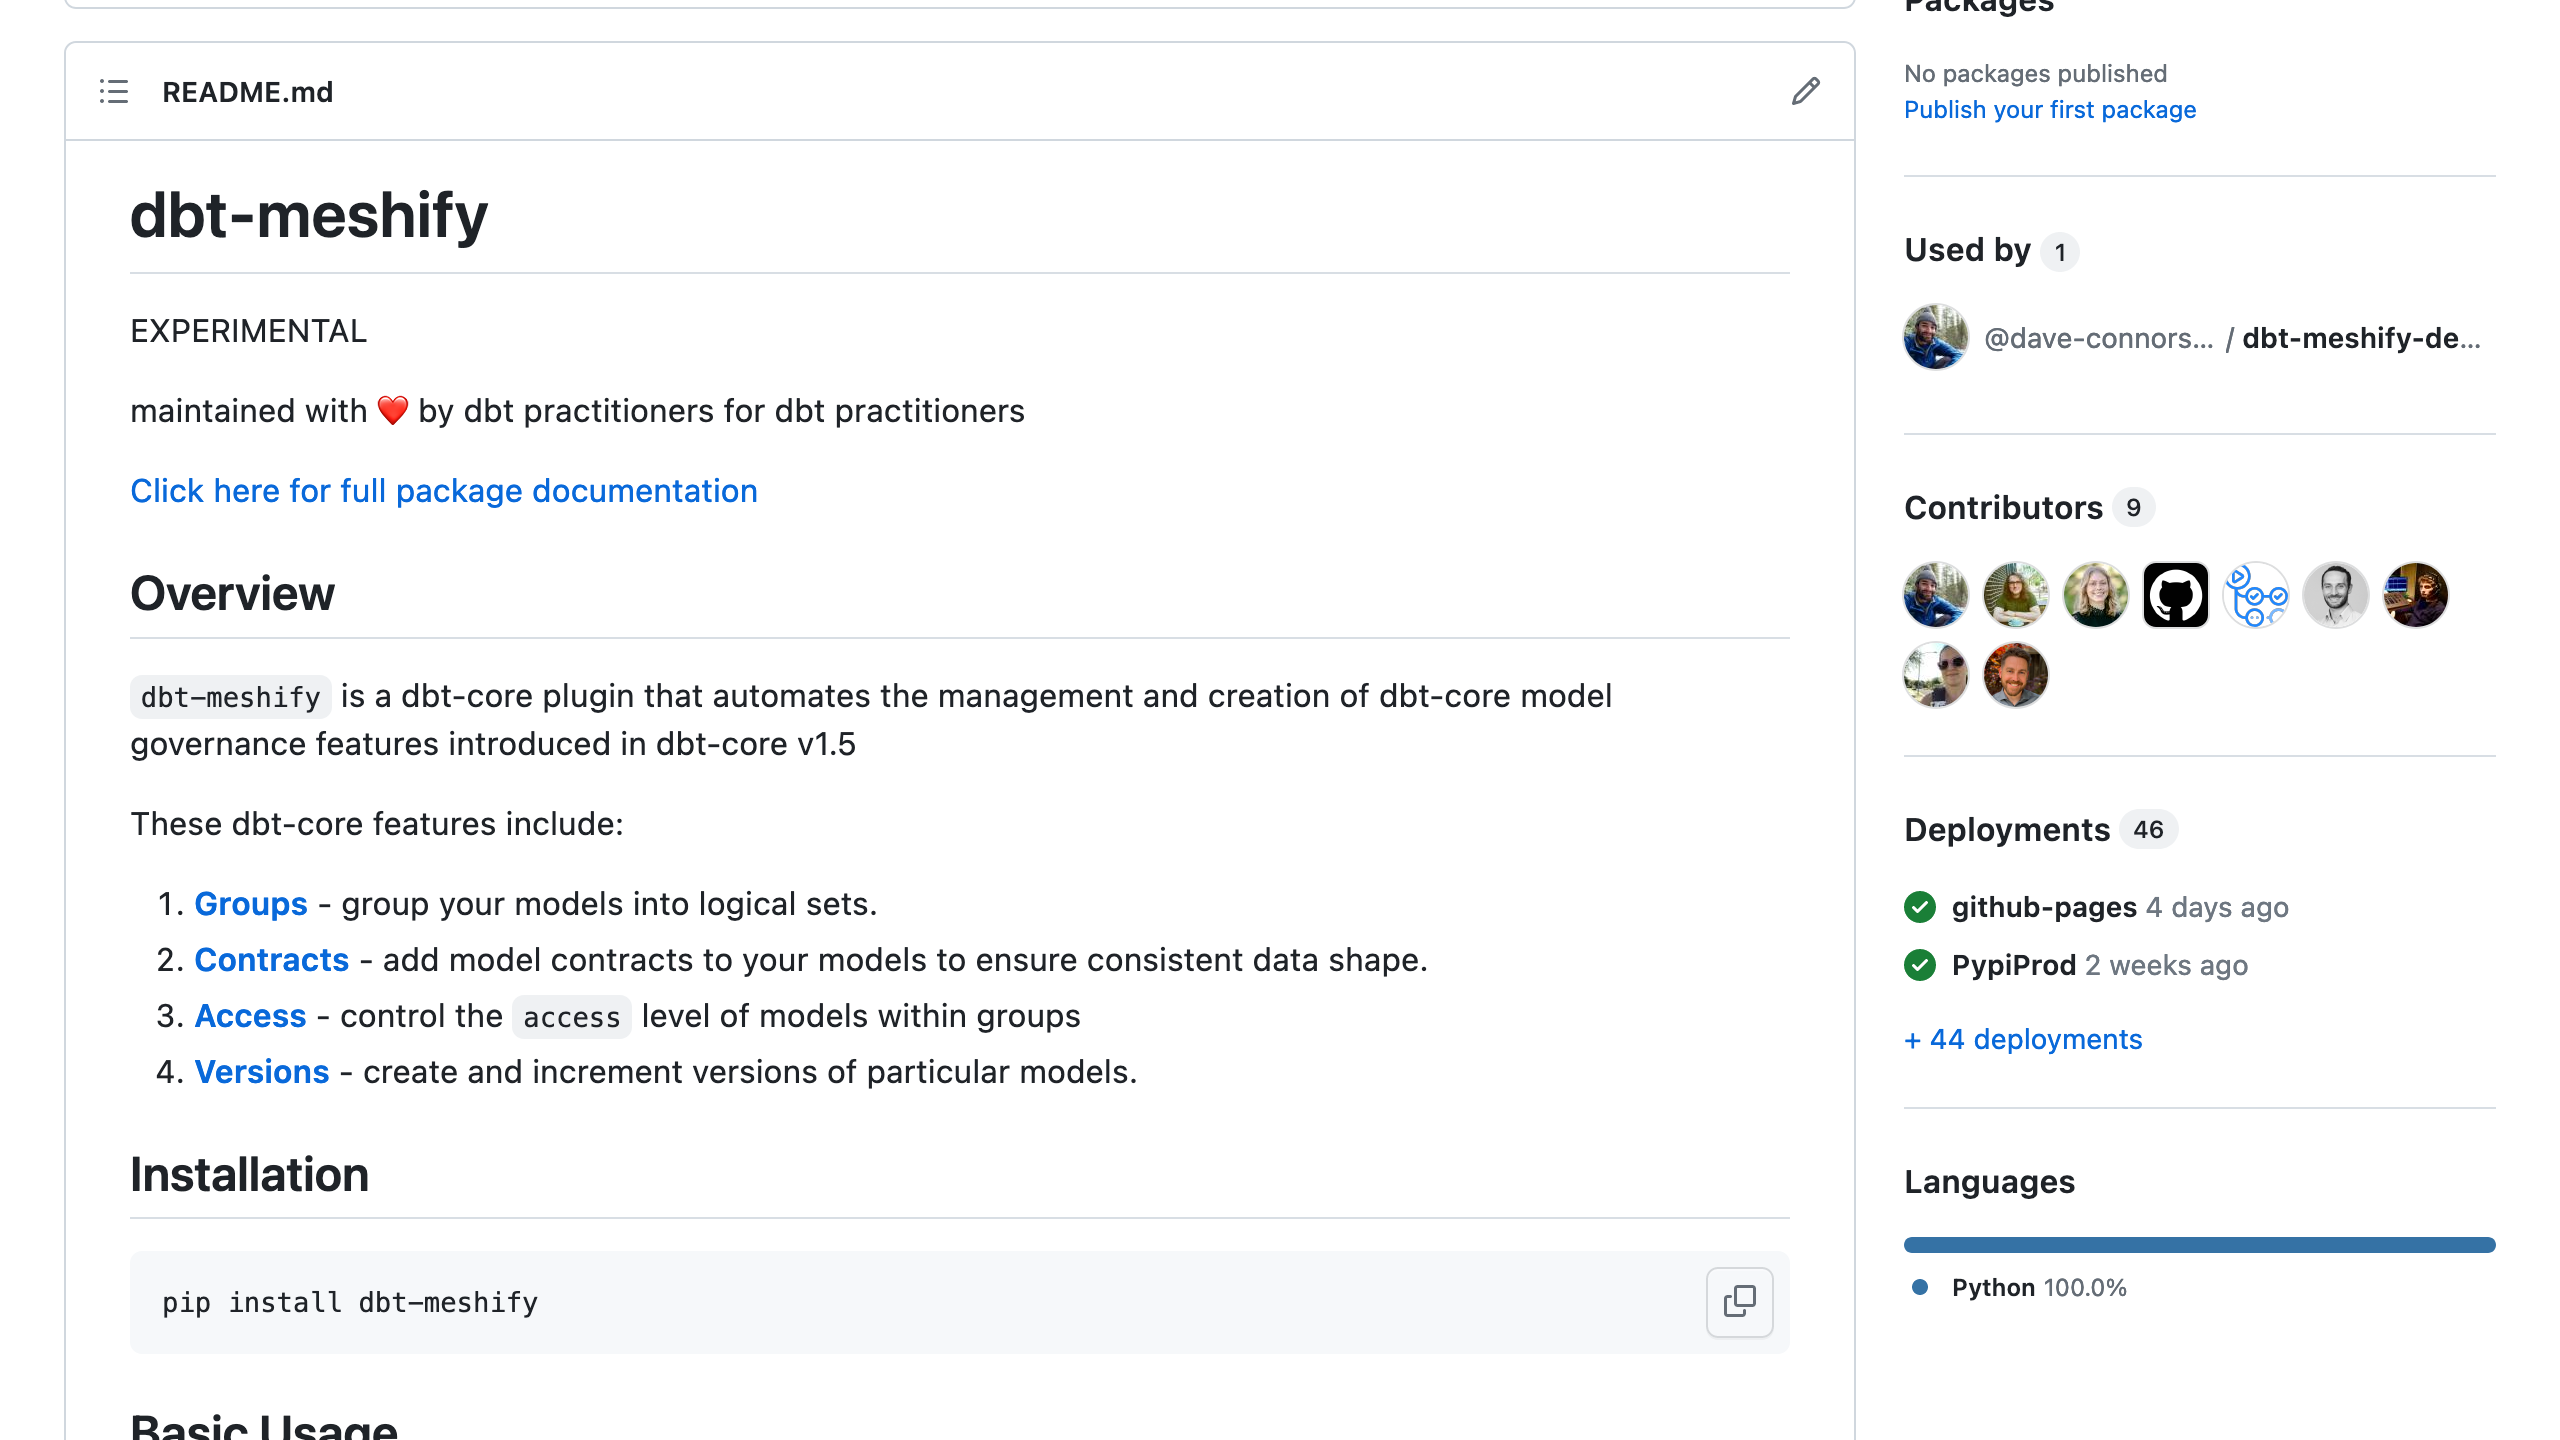 README.md
dbt-meshify
EXPERIMENTAL
maintained with ❤️ by dbt practitioners for dbt practitioners
Click here for full package documentation
Overview
dbt-meshify is a dbt-core plugin that automates the management and creation of dbt-core model
governance features introduced in dbt-core v1.5
These dbt-core features include:
1. Groups - group your models into logical sets.
2. Contracts - add model contracts to your models to ensure consistent data shape.
3. Access - control the access level of models within groups
4. Versions - create and increment versions of particular models.
Installation
pip install dbt-meshify
Basic Usage
Packages
No packages published
Publish your first package
Used by 1
@dave-connors... / dbt-meshify-de...
Contributors 9
Deployments 46
github-pages 4 days ago
PypiProd 2 weeks ago
+ 44 deployments
Languages
Python 100.0%